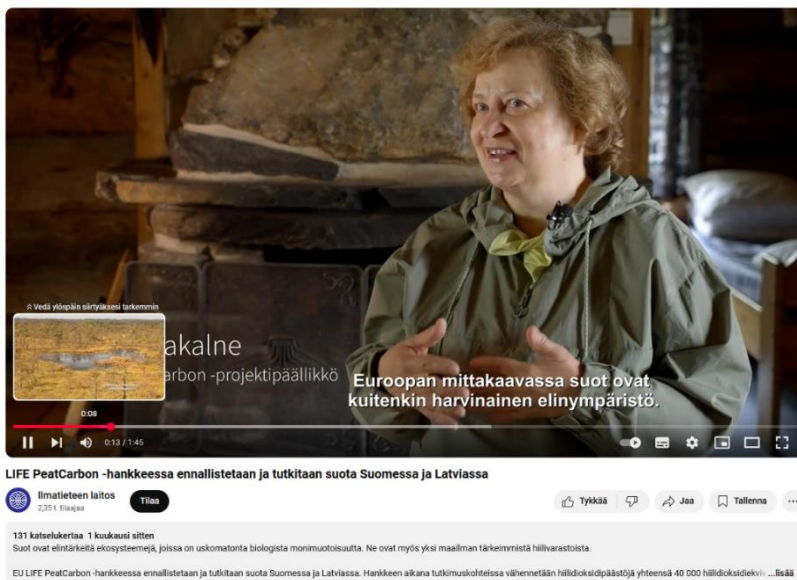 Vedä ylöspäin siirtyäksesi tarkemmin
akalne
arbon -projektipäällikkö
Euroopan mittakaavassa suot ovat
kuitenkin harvinainen elinympäristö.
0:08
0:13 / 1:45
LIFE PeatCarbon -hankkeessa ennallistetaan ja tutkitaan suota Suomessa ja Latviassa
Ilmatieteen laitos
2,35 t. tilaajaa
Tilaa
Tykkää
Jaa
Tallenna
131 katselukertaa 1 kuukausi sitten
Suot ovat elintärkeitä ekosysteemejä, joissa on uskomatonta biologista monimuotoisuutta. Ne ovat myös yksi maailman tärkeimmistä hiilivarastoista.
EU LIFE PeatCarbon -hankkeessa ennallistetaan ja tutkitaan suota Suomessa ja Latviassa. Hankkeen aikana tutkimuskohteissa vähennetään hiilidioksidipäästöjä yhteensä 40 000 hiilidioksidiekviv ...lisää